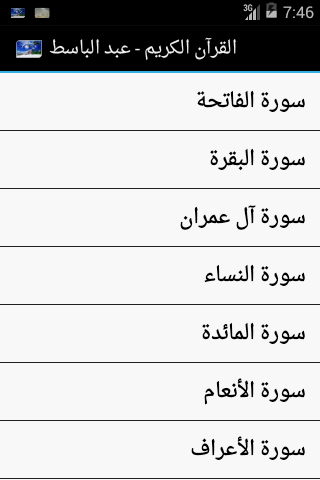 3G 7:46
القرآن الكريم - عبد الباسط
سورة الفاتحة
سورة البقرة
سورة آل عمران
سورة النساء
سورة المائدة
سورة الأنعام
سورة الأعراف